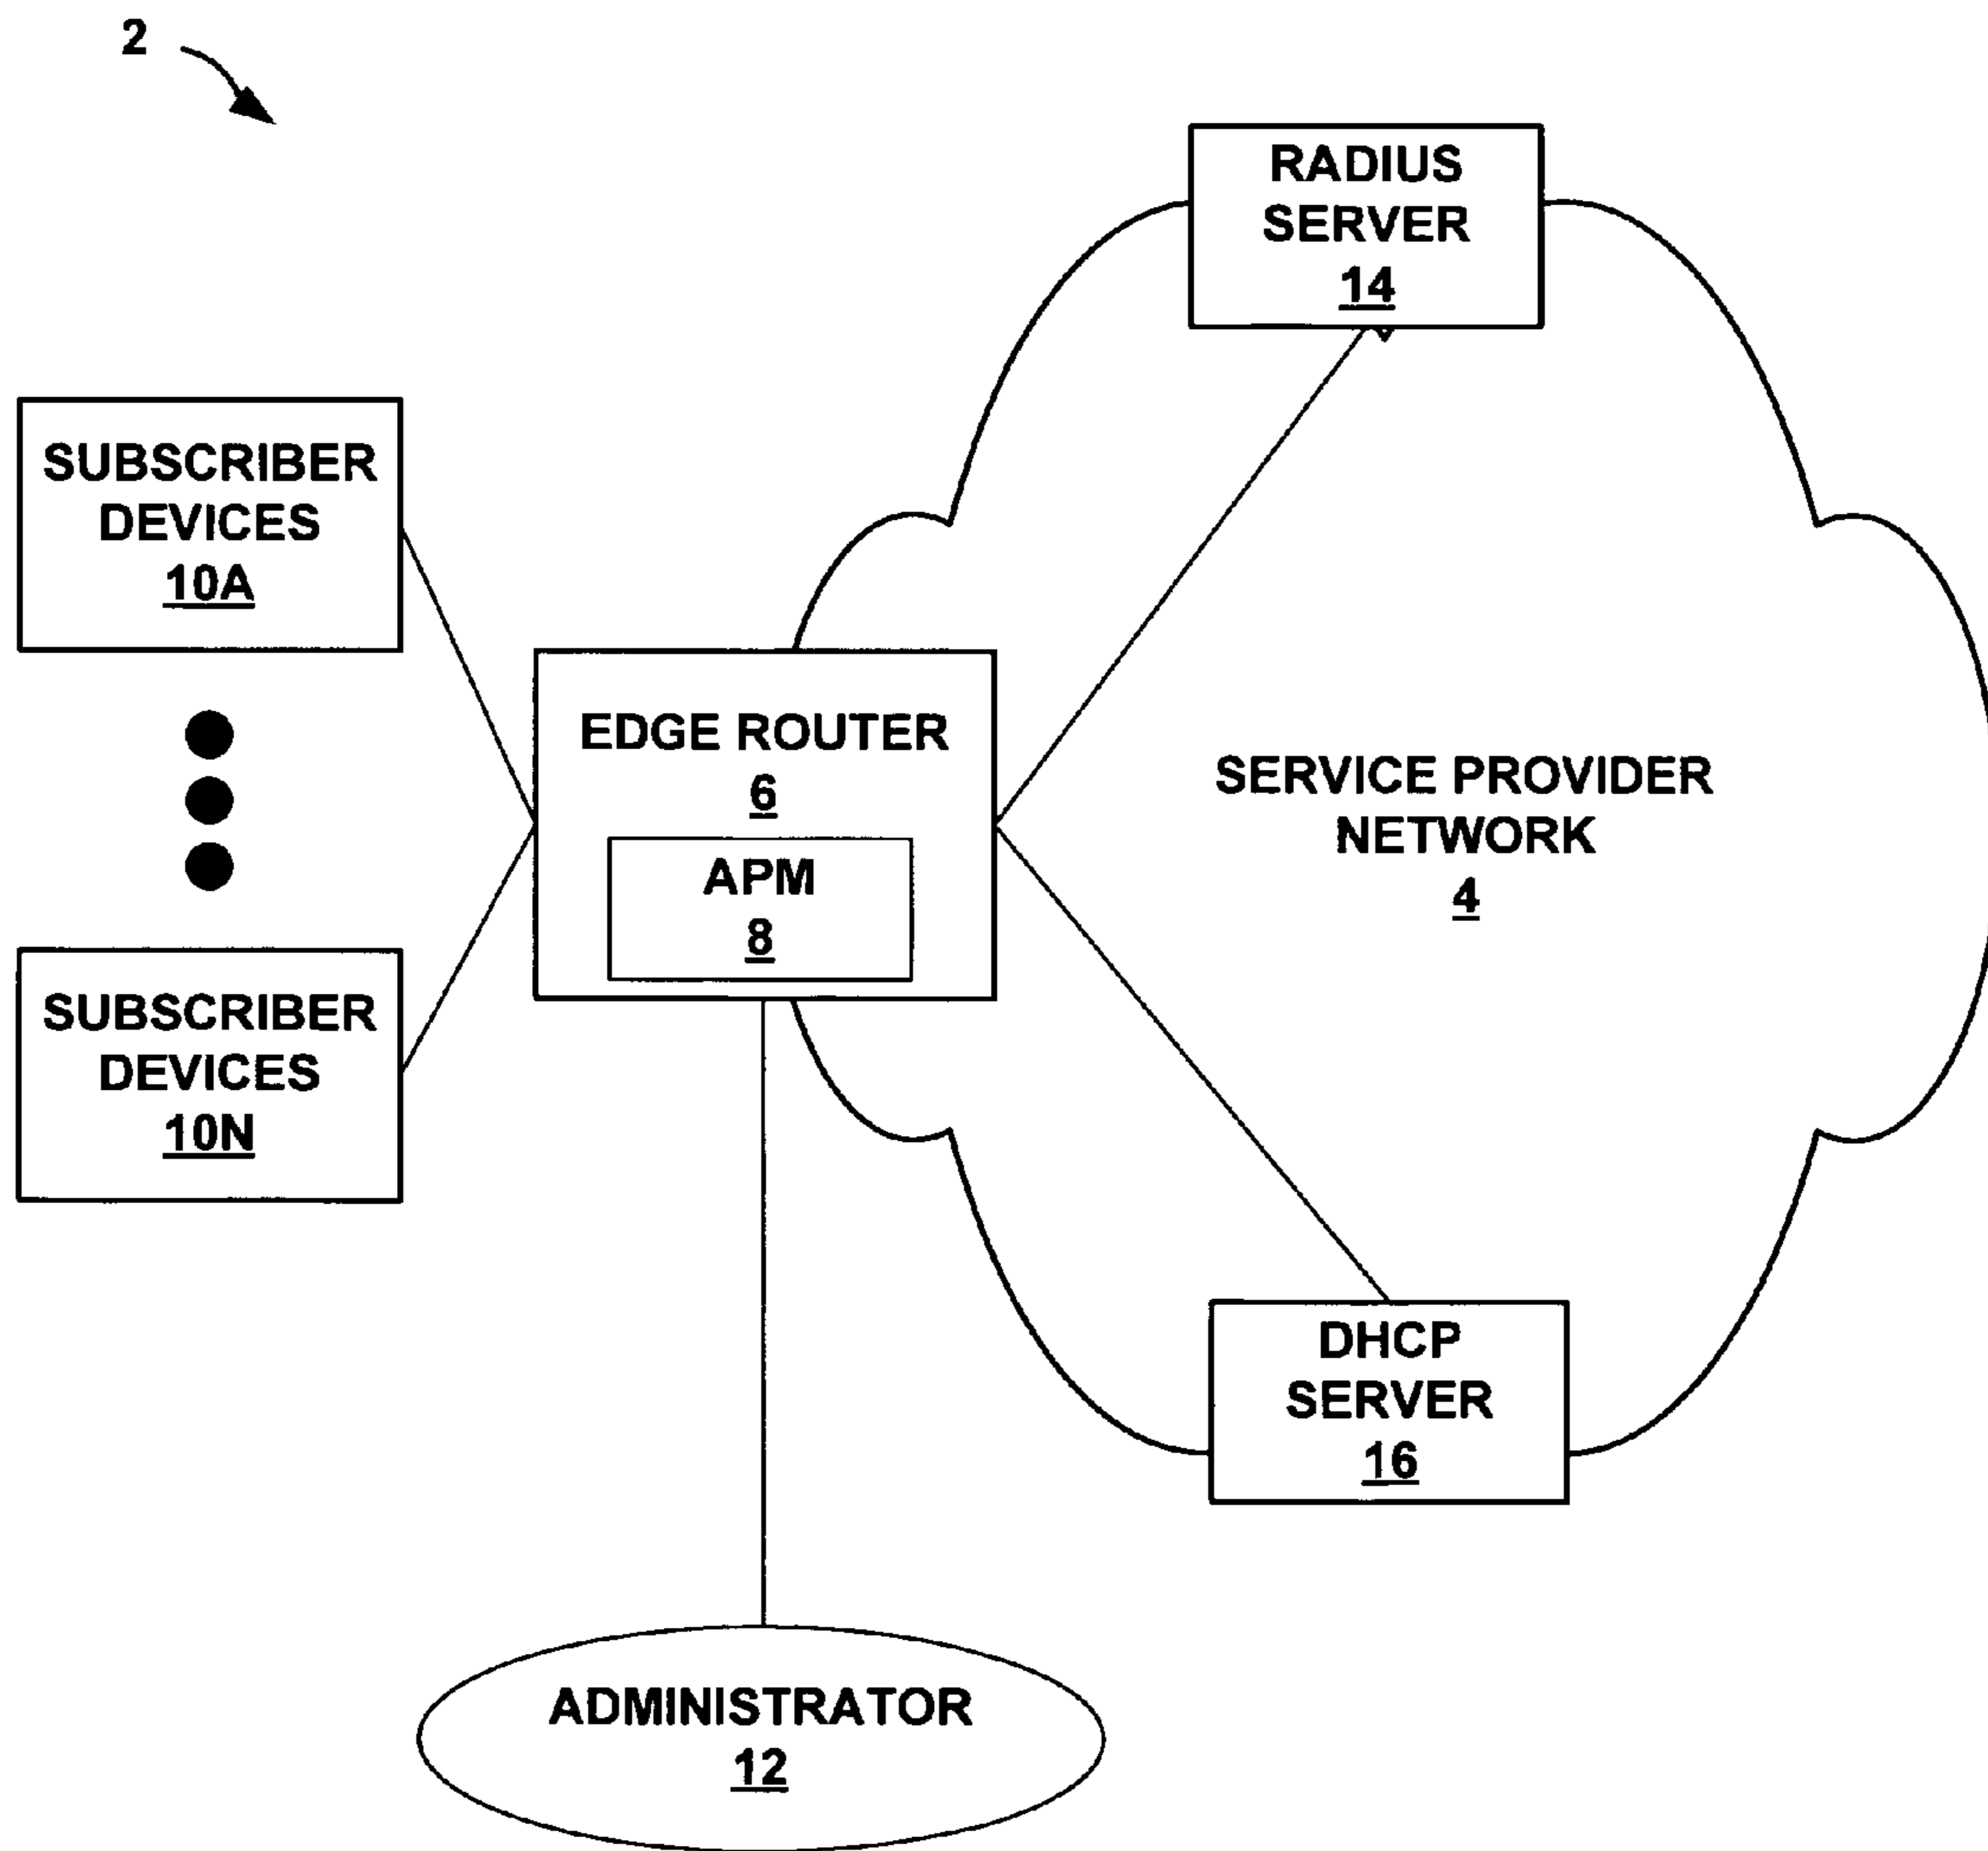 2
RADIUS
SERVER
14
SUBSCRIBER
DEVICES
10A
EDGE ROUTER
6
APM
8
SERVICE PROVIDER
NETWORK
4
SUBSCRIBER
DEVICES
10N
DHCP
SERVER
16
ADMINISTRATOR
12